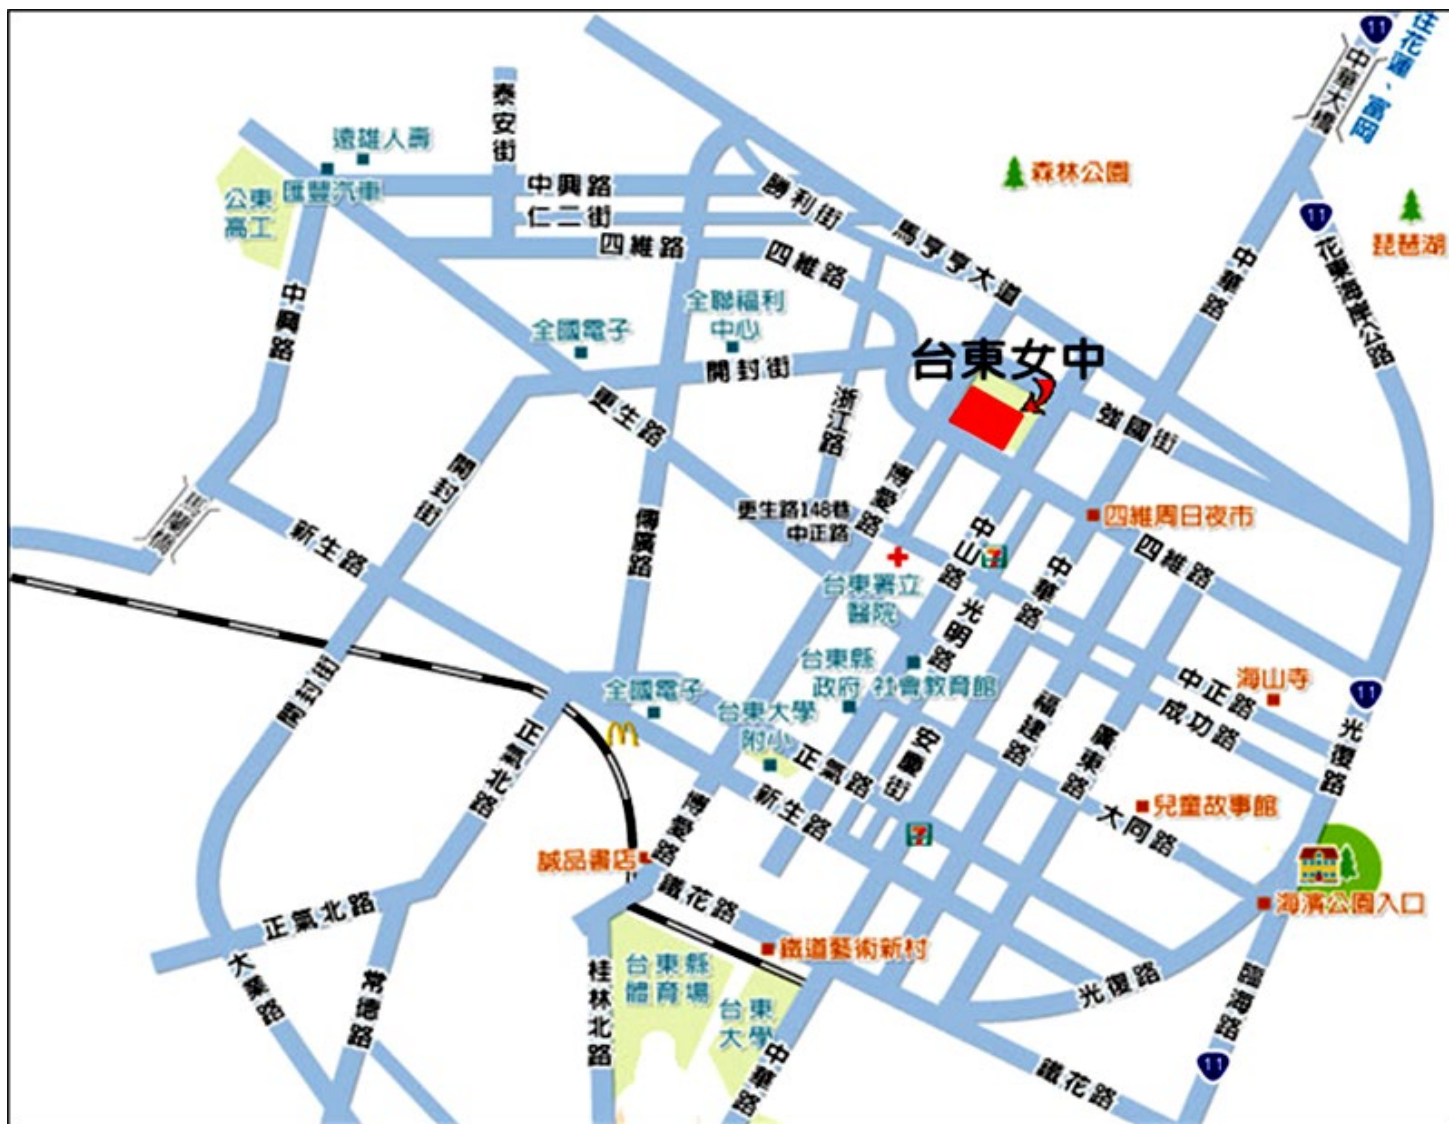 11
往花蓮、富岡
中華大橋
泰安街
遠雄人壽
匯豐汽車
公東
高工
中興路
仁二街
四維路
四維路
勝利街
馬亨亨大道
森林公園
11
琵琶湖
花東海岸公路
中華路
中興路
全國電子
全聯福利
中心
開封街
台東女中
更生路
浙江路
強國街
開封街
博愛路
馬蘭橋
新生路
傳廣路
更生路148巷
中正路
中山路
7
四維周日夜市
四維路
台東署立
醫院
光明路
中華路
開封街
台東縣
政府
社會教育館
中正路
海山寺
成功路
11
光復路
全國電子
台東大學
附小
正氣北路
正氣路
安慶街
福建路
廣東路
新生路
博愛路
7
大同路
兒童故事館
誠品書店
鐵花路
正氣北路
海濱公園入口
鐵道藝術新村
大業路
常德路
桂林北路
台東縣
體育場
台東
大學
光復路
臨海路
中華路
鐵花路
11